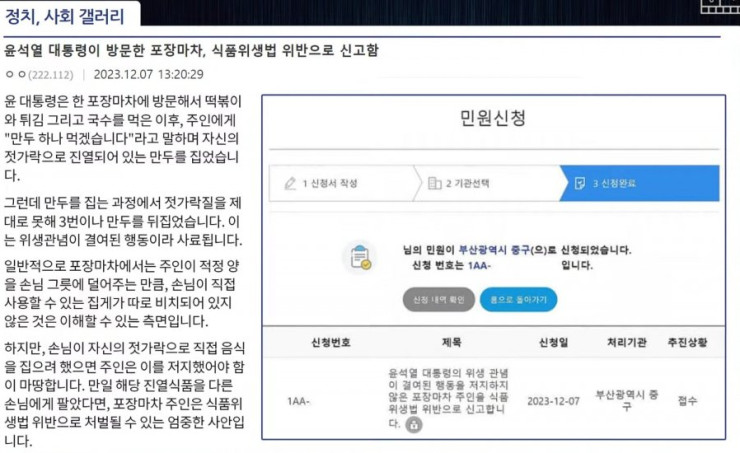 정치, 사회 갤러리
윤석열 대통령이 방문한 포장마차, 식품위생법 위반으로 신고함
ㅇㅇ(222.112) | 2023.12.07 13:20:29
윤 대통령은 한 포장마차에 방문해서 떡볶이
와 튀김 그리고 국수를 먹은 이후, 주인에게
"만두 하나 먹겠습니다"라고 말하며 자신의
젓가락으로 진열되어 있는 만두를 집었습니
다.
그런데 만두를 집는 과정에서 젓가락질을 제
대로 못해 3번이나 만두를 뒤집었습니다. 이
는 위생관념이 결여된 행동이라 사료됩니다.
일반적으로 포장마차에서는 주인이 적정 양
을 손님 그릇에 덜어주는 만큼, 손님이 직접
사용할 수 있는 집게가 따로 비치되어 있지
않은 것은 이해할 수 있는 측면입니다.
하지만, 손님이 자신의 젓가락으로 직접 음식
을 집으려 했으면 주인은 이를 저지했어야 함
이 마땅합니다. 만일 해당 진열식품을 다른
손님에게 팔았다면, 포장마차 주인은 식품위
생법 위반으로 처벌될 수 있는 엄중한 사안입
니다.
민원신청
1 신청서 작성
2 기관선택
3 신청완료
님의 민원이 부산광역시 중구(으)로 신청되었습니다.
신청 번호는 1AA- 입니다.
신청 내역 확인
홈으로 돌아가기
신청번호 제목 신청일 처리기관 추진상황
1AA-
윤석열 대통령의 위생 관념
이 결여된 행동을 저지하지
않은 포장마차 주인을 식품
위생법 위반으로 신고합니
다.
2023-12-07
부산광역시 중
구
접수